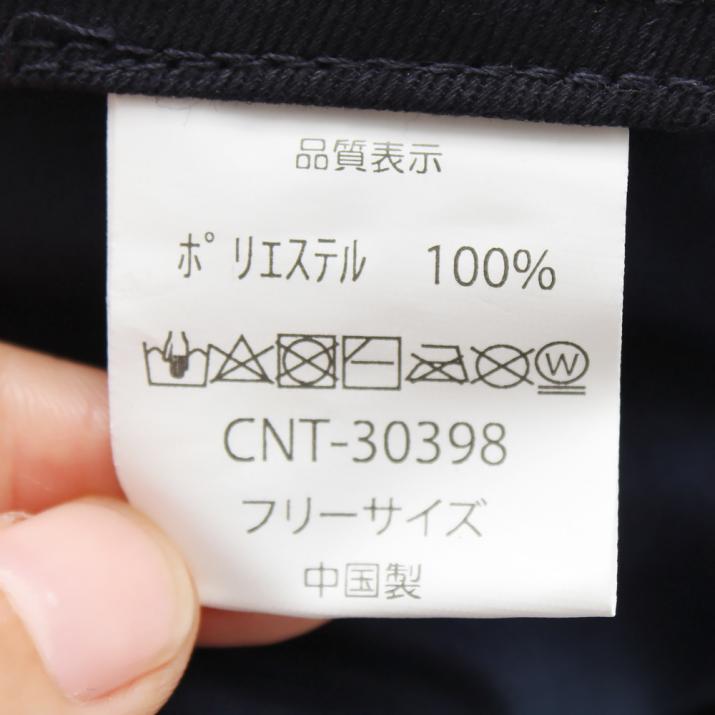 品質表示
ポリエステル 100%
W
CNT-30398
フリーサイズ
中国製